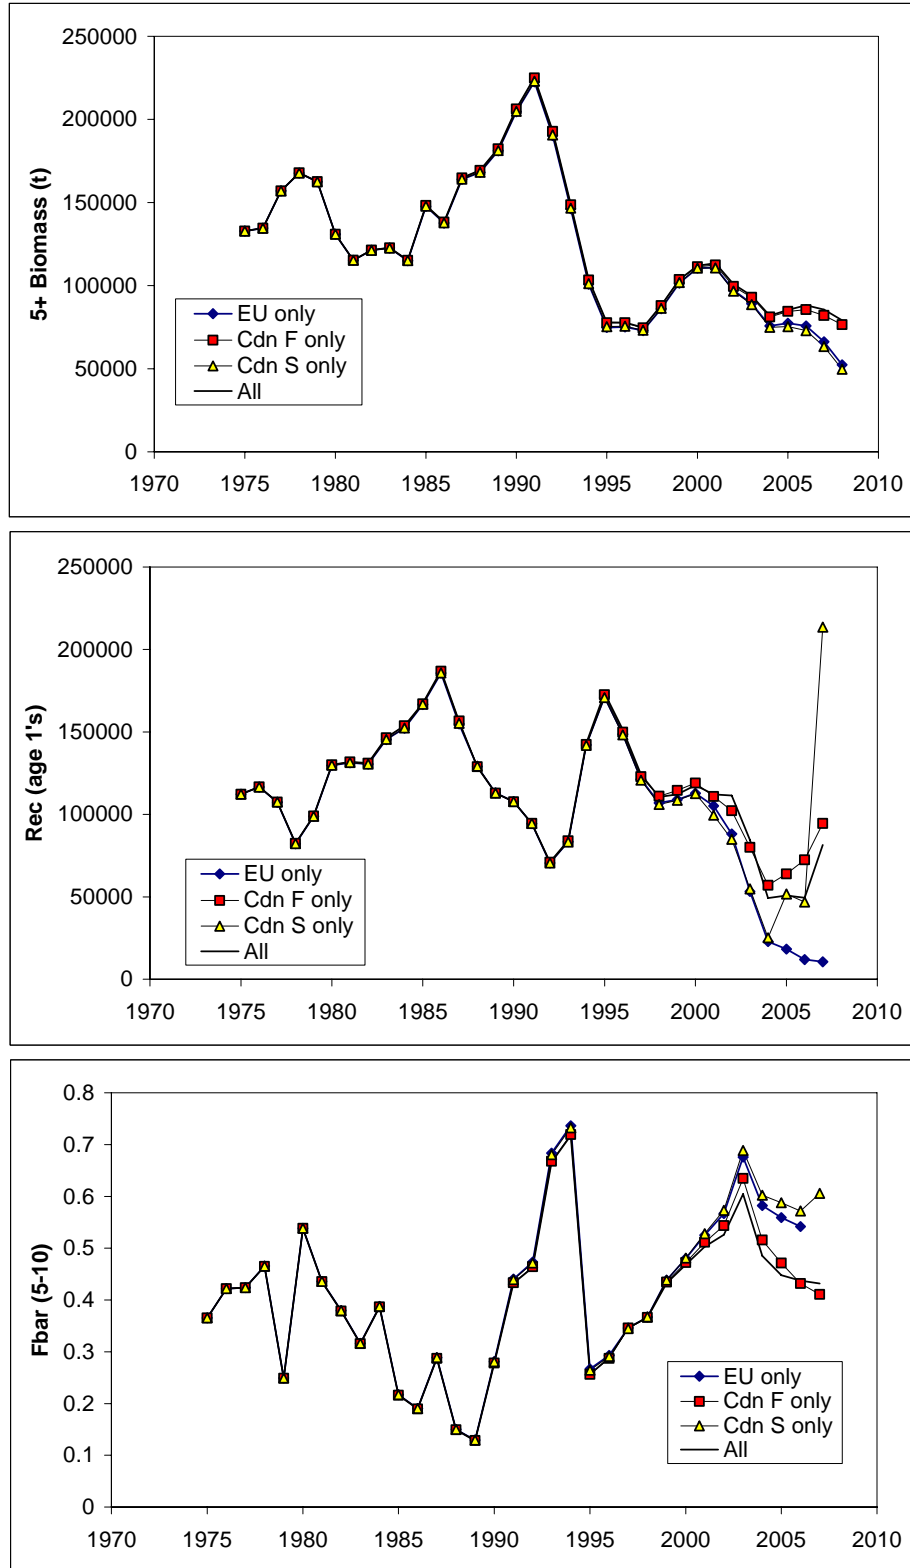 250000
200000
150000
100000
50000
0
5+ Biomass (t)
EU only
Cdn F only
Cdn S only
All
1970 1975 1980 1985 1990 1995 2000 2005 2010
250000
200000
150000
100000
50000
0
Rec (age 1's)
EU only
Cdn F only
Cdn S only
All
1970 1975 1980 1985 1990 1995 2000 2005 2010
0.8
0.7
0.6
0.5
0.4
0.3
0.2
0.1
0
Fbar (5-10)
EU only
Cdn F only
Cdn S only
All
1970 1975 1980 1985 1990 1995 2000 2005 2010